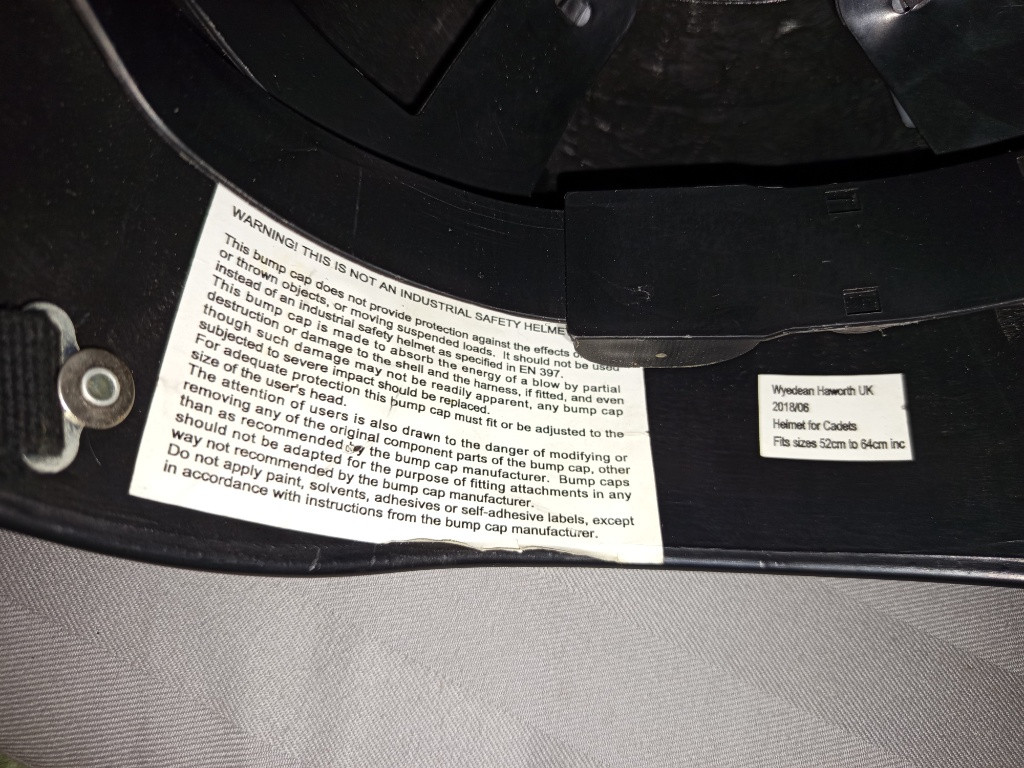 WARNING! THIS IS NOT AN INDUSTRIAL SAFETY HELME
This bump cap does not provide protection against the effects
or thrown objects, or moving suspended loads. It should not be used
instead of an industrial safety helmet as specified in EN 397.
This bump cap is made to absorb the energy of a blow by partial
destruction or damage to the shell and the harness, if fitted, and even
though such damage may not be readily apparent, any bump cap
subjected to severe impact should be replaced.
For adequate protection this bump cap must fit or be adjusted to the
size of the user's head.
The attention of users is also drawn to the danger of modifying or
removing any of the original component parts of the bump cap, other
than as recommended by the bump cap manufacturer. Bump caps
should not be adapted for the purpose of fitting attachments in any
way not recommended by the bump cap manufacturer.
Do not apply paint, solvents, adhesives or self-adhesive labels, except
in accordance with instructions from the bump cap manufacturer.
Wyedean Haworth UK
2018/06
Helmet for Cadets
Fits sizes 52cm to 64cm inc